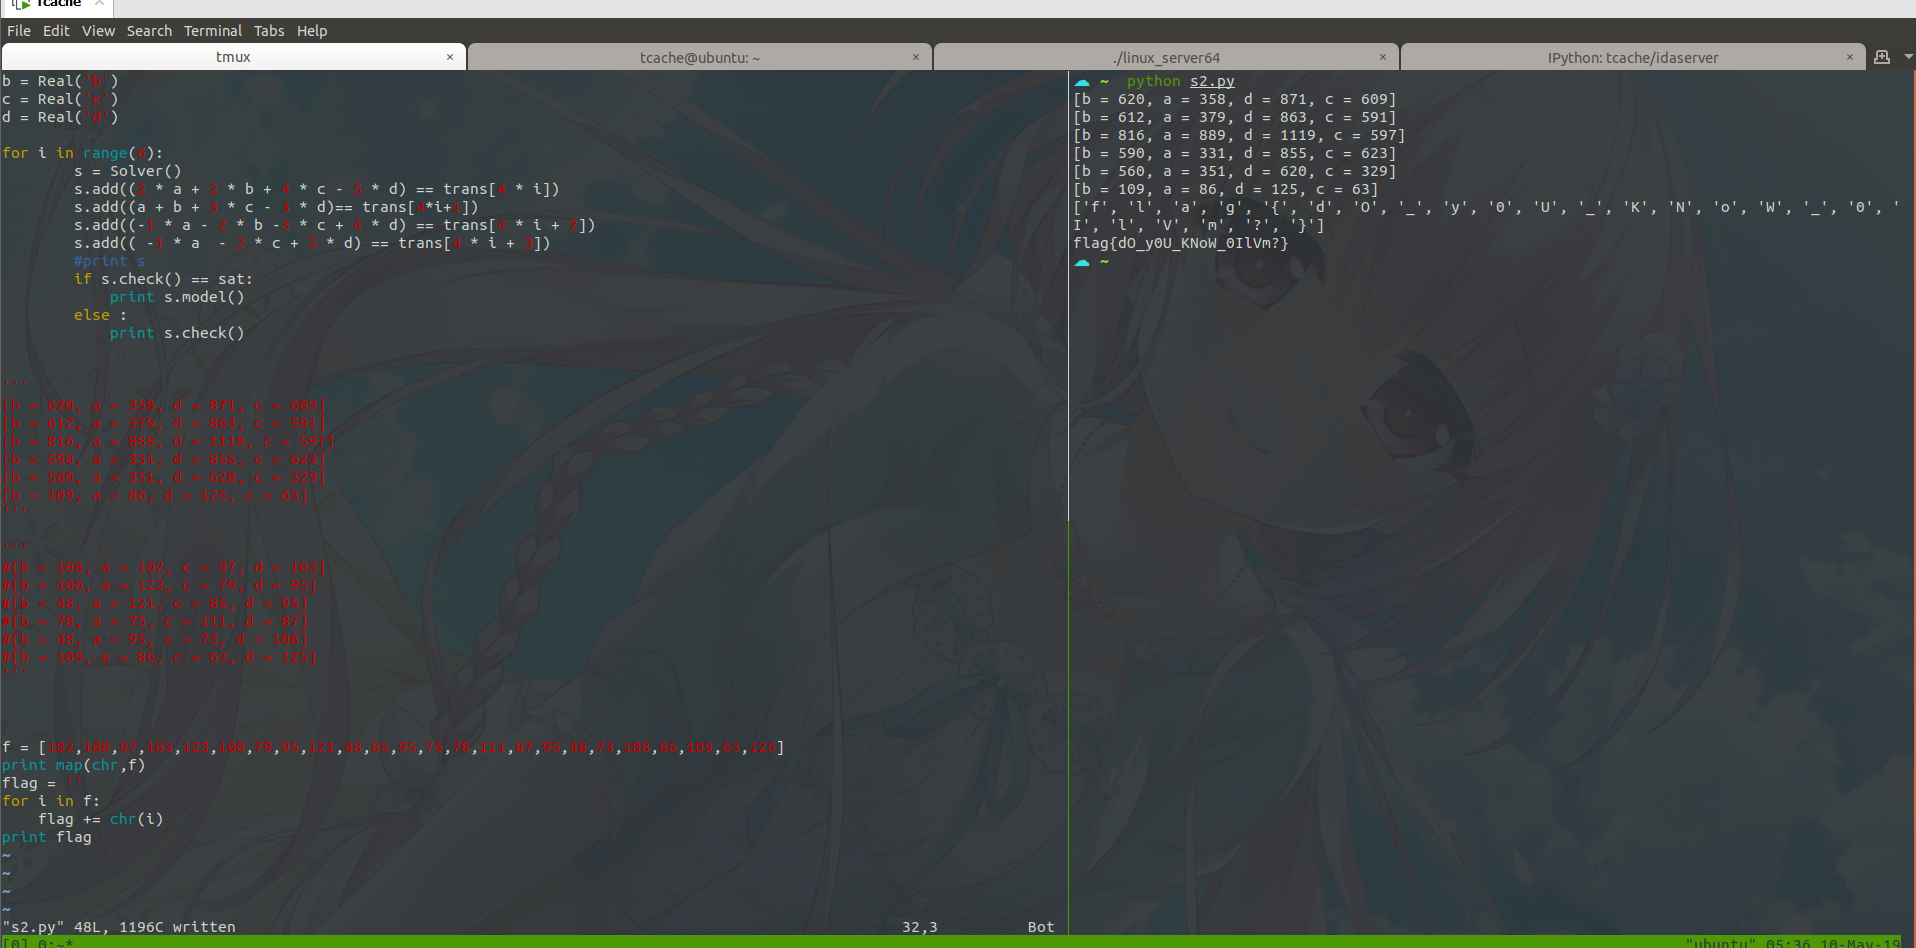 Tcache
File Edit View Search Terminal Tabs Help
tmux × tcache@ubuntu: ~ × ./linux_server64 × IPython: tcache/idaserver ×
b = Real('b')
c = Real('c')
d = Real('d')
for i in range(6):
s = Solver()
s.add((2 * a + 2 * b + 4 * c - 5 * d) == trans[4 * i])
s.add((a + b + 3 * c - 3 * d)== trans[4*i+1])
s.add((-1 * a - 2 * b -3 * c + 4 * d) == trans[4 * i + 2])
s.add(( -1 * a  - 2 * c + 2 * d) == trans[4 * i + 3])
#print s
if s.check() == sat:
print s.model()
else :
print s.check()
'''
[b = 620, a = 358, d = 871, c = 609]
[b = 612, a = 379, d = 863, c = 591]
[b = 816, a = 889, d = 1119, c = 597]
[b = 590, a = 331, d = 855, c = 623]
[b = 560, a = 351, d = 620, c = 329]
[b = 109, a = 86, d = 125, c = 63]
'''
'''
#[b = 108, a = 102, c = 97, d = 103]
#[b = 100, a = 123, c = 79, d = 95]
#[b = 48, a = 121, c = 85, d = 95]
#[b = 78, a = 75, c = 111, d = 87]
#[b = 48, a = 95, c = 73, d = 108]
#[b = 109, a = 86, c = 63, d = 125]
'''
f = [102,108,97,103,123,100,79,95,121,48,85,95,75,78,111,87,95,48,73,108,86,109,63,125]
print map(chr,f)
flag = ''
for i in f:
flag += chr(i)
print flag
~
~
~
~
"s2.py" 48L, 1196C written 32,3 Bot
~ python s2.py
[b = 620, a = 358, d = 871, c = 609]
[b = 612, a = 379, d = 863, c = 591]
[b = 816, a = 889, d = 1119, c = 597]
[b = 590, a = 331, d = 855, c = 623]
[b = 560, a = 351, d = 620, c = 329]
[b = 109, a = 86, d = 125, c = 63]
['f', 'l', 'a', 'g', '{', 'd', 'O', '_', 'y', '0', 'U', '_', 'K', 'N', 'o', 'W', '_', '0', '
I', 'l', 'V', 'm', '?', '}']
flag{dO_y0U_KNoW_0IlVm?}
~
[0] 0:~* "ubuntu" 05:36 10-May-19